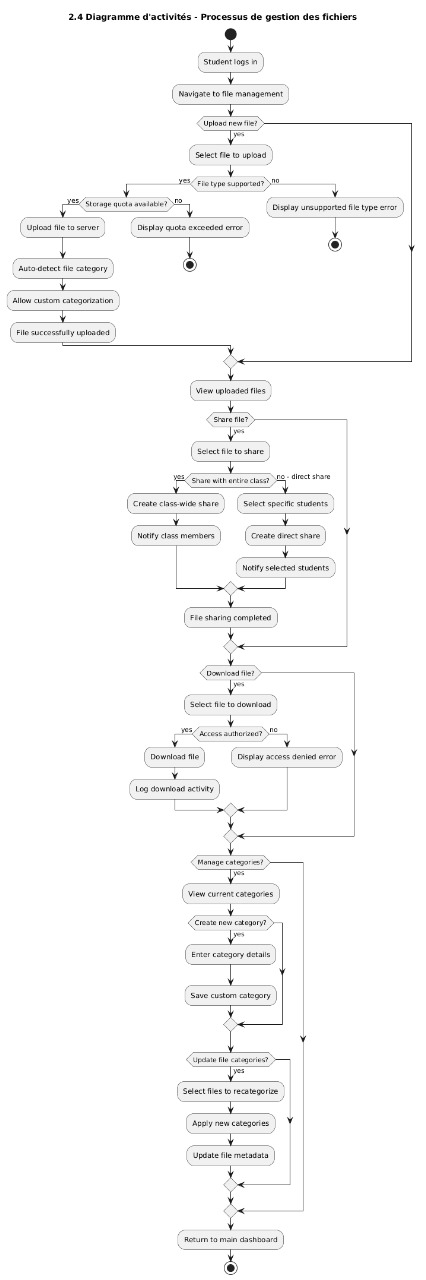 2.4 Diagramme d'activités - Processus de gestion des fichiers
Student logs in
Navigate to file management
Upload new file?
yes
Select file to upload
yes
File type supported?
no
yes
Storage quota available?
no
Display unsupported file type error
Upload file to server
Display quota exceeded error
Auto-detect file category
Allow custom categorization
File successfully uploaded
View uploaded files
Share file?
yes
Select file to share
yes
Share with entire class?
no - direct share
Create class-wide share
Select specific students
Notify class members
Create direct share
Notify selected students
File sharing completed
Download file?
yes
Select file to download
yes
Access authorized?
no
Download file
Display access denied error
Log download activity
Manage categories?
yes
View current categories
Create new category?
yes
Enter category details
Save custom category
Update file categories?
yes
Select files to recategorize
Apply new categories
Update file metadata
Return to main dashboard